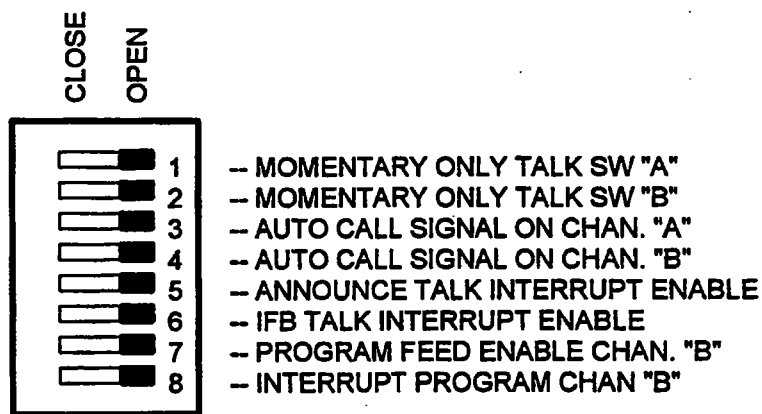 CLOSE
OPEN
1 -- MOMENTARY ONLY TALK SW "A"
2 -- MOMENTARY ONLY TALK SW "B"
3 -- AUTO CALL SIGNAL ON CHAN. "A"
4 -- AUTO CALL SIGNAL ON CHAN. "B"
5 -- ANNOUNCE TALK INTERRUPT ENABLE
6 -- IFB TALK INTERRUPT ENABLE
7 -- PROGRAM FEED ENABLE CHAN. "B"
8 -- INTERRUPT PROGRAM CHAN "B"